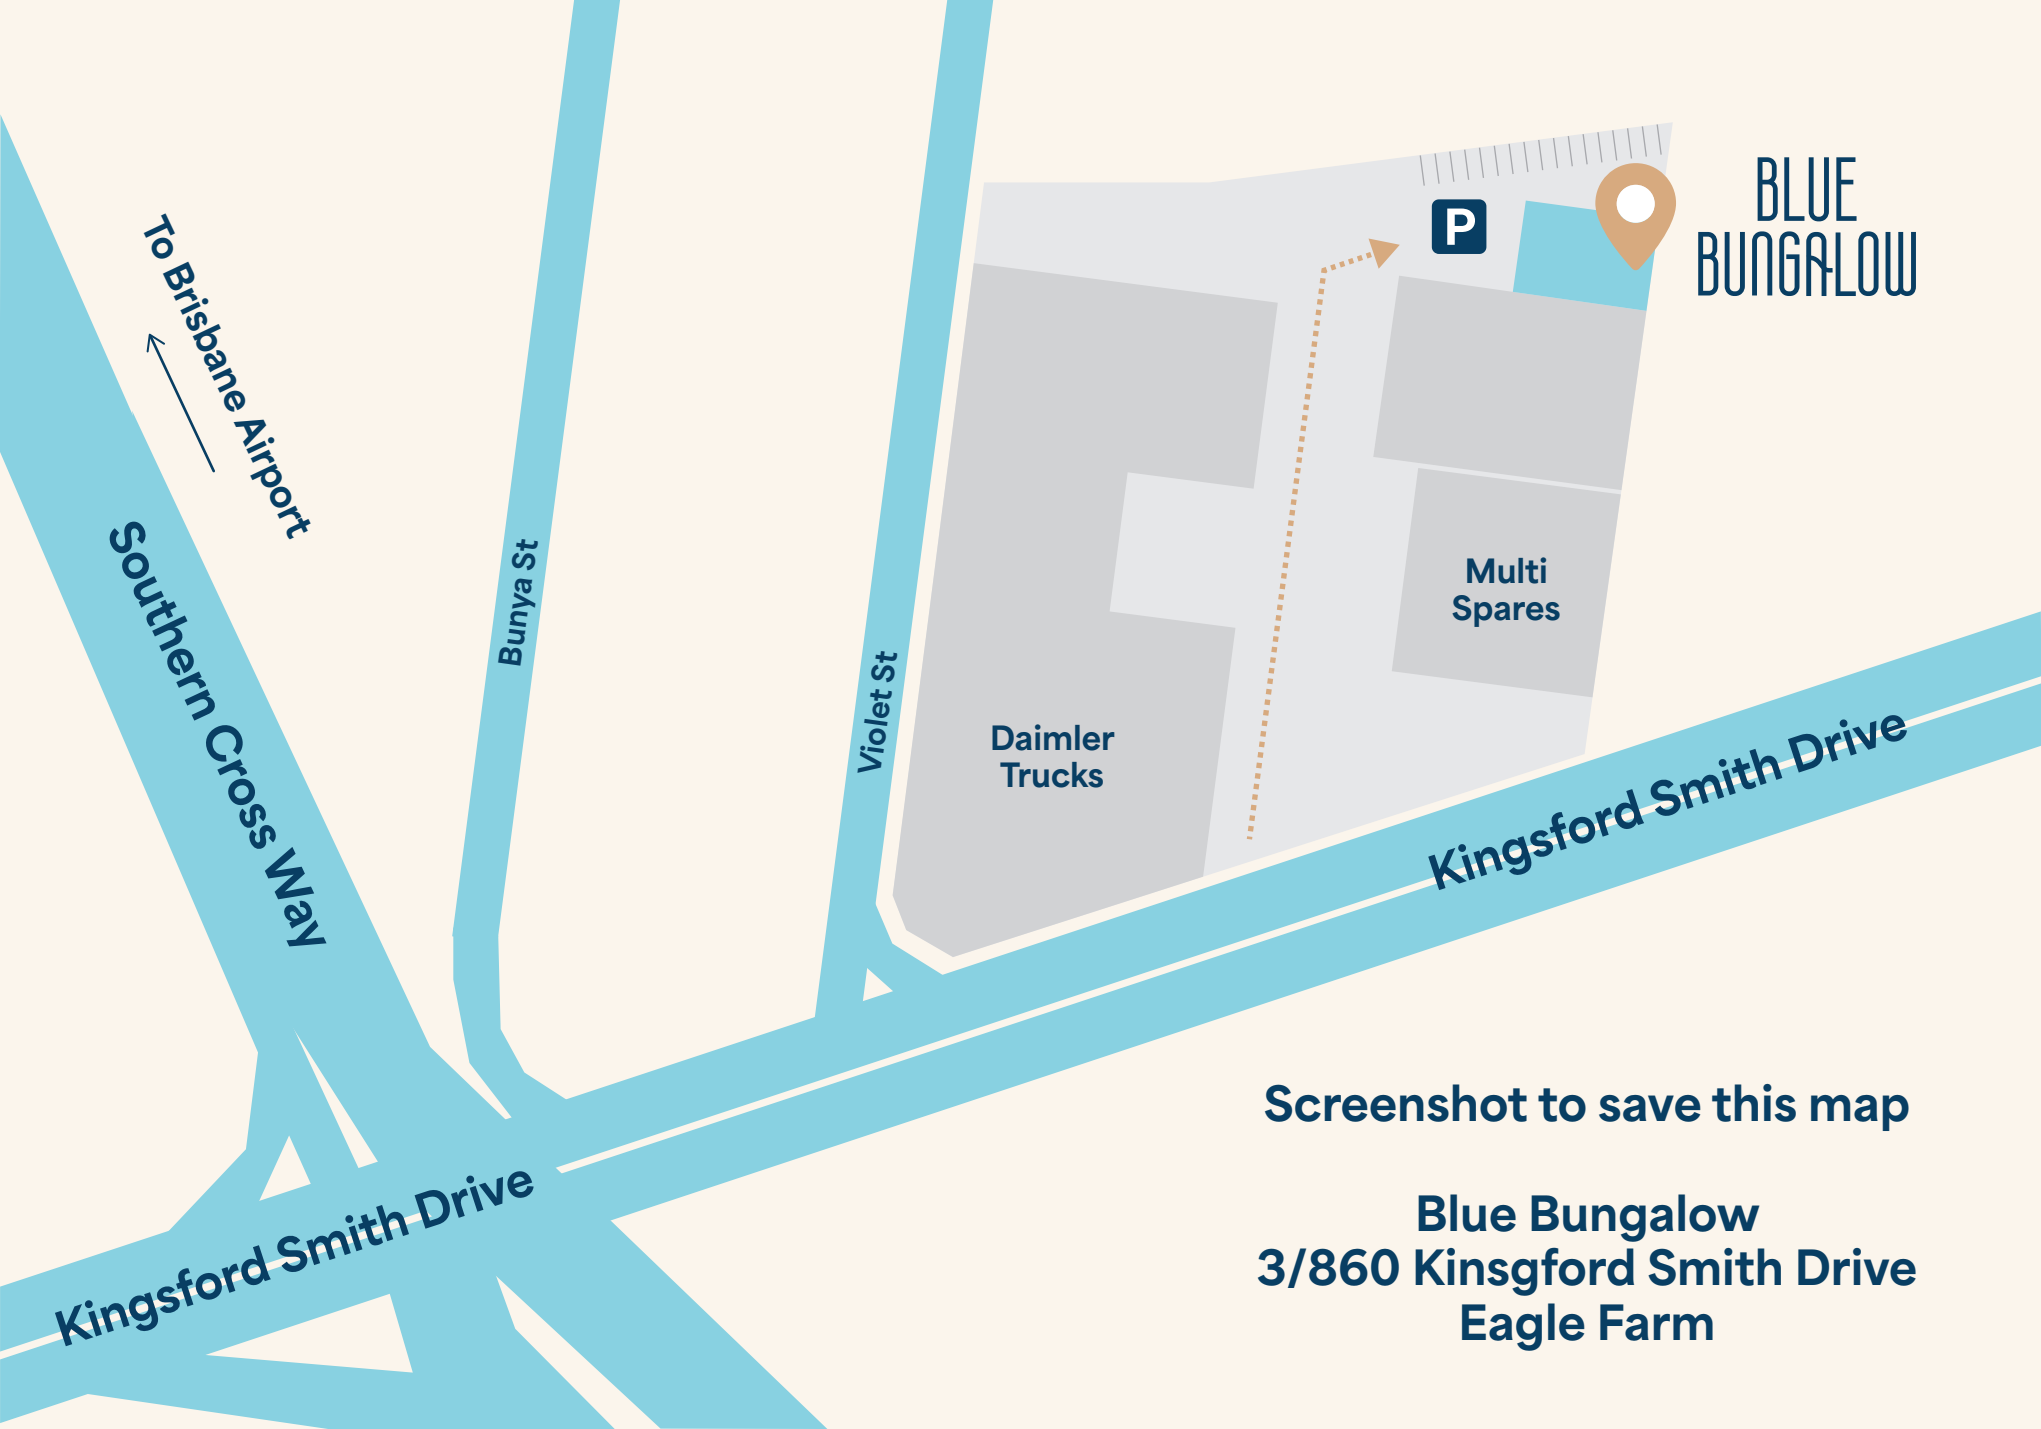 BLUE
BUNGALOW
P
To Brisbane Airport
Southern Cross Way
Bunya St
Violet St
Multi
Spares
Daimler
Trucks
Kingsford Smith Drive
Kingsford Smith Drive
Screenshot to save this map
Blue Bungalow
3/860 Kinsgford Smith Drive
Eagle Farm